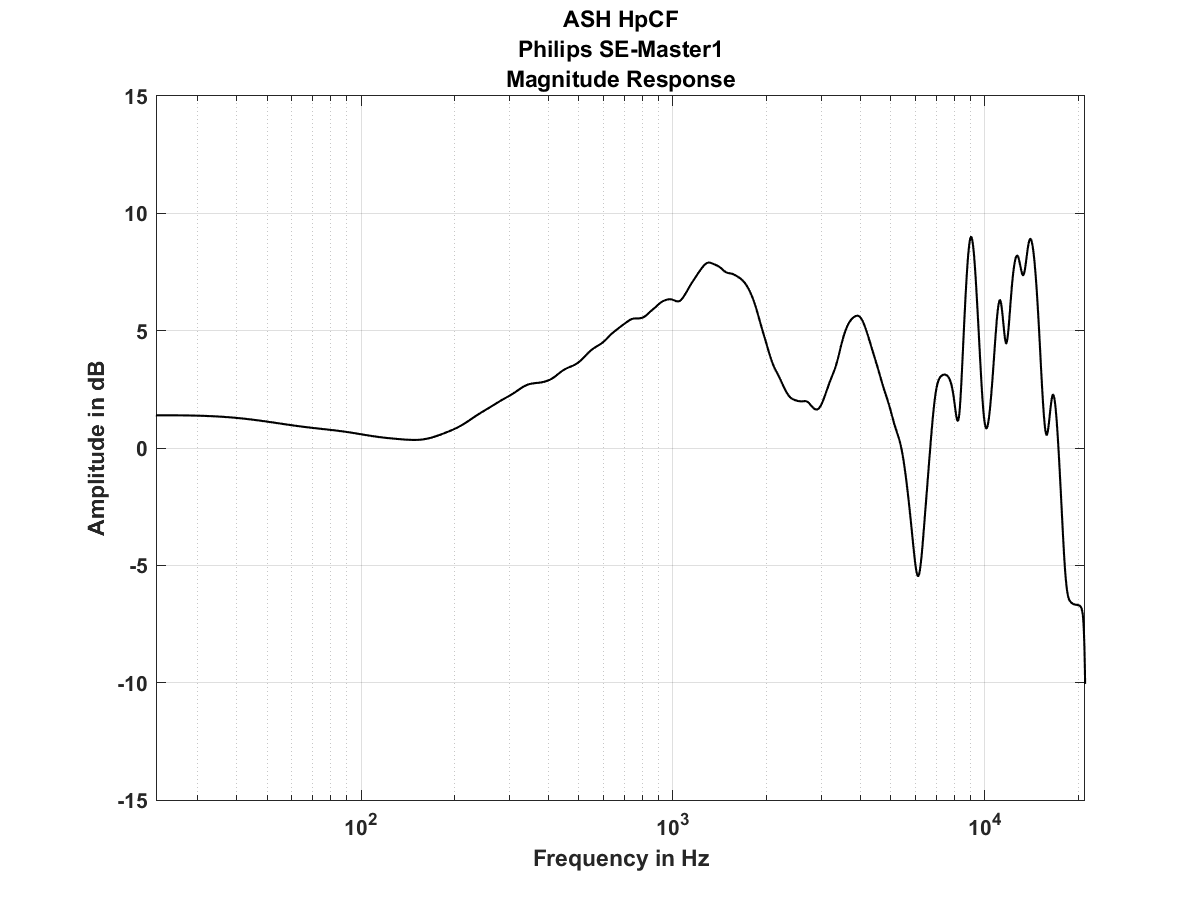 ASH HpCF
Philips SE-Master1
Magnitude Response
15
10
5
0
-5
-10
-15
Amplitude in dB
10²
10³
10⁴
Frequency in Hz